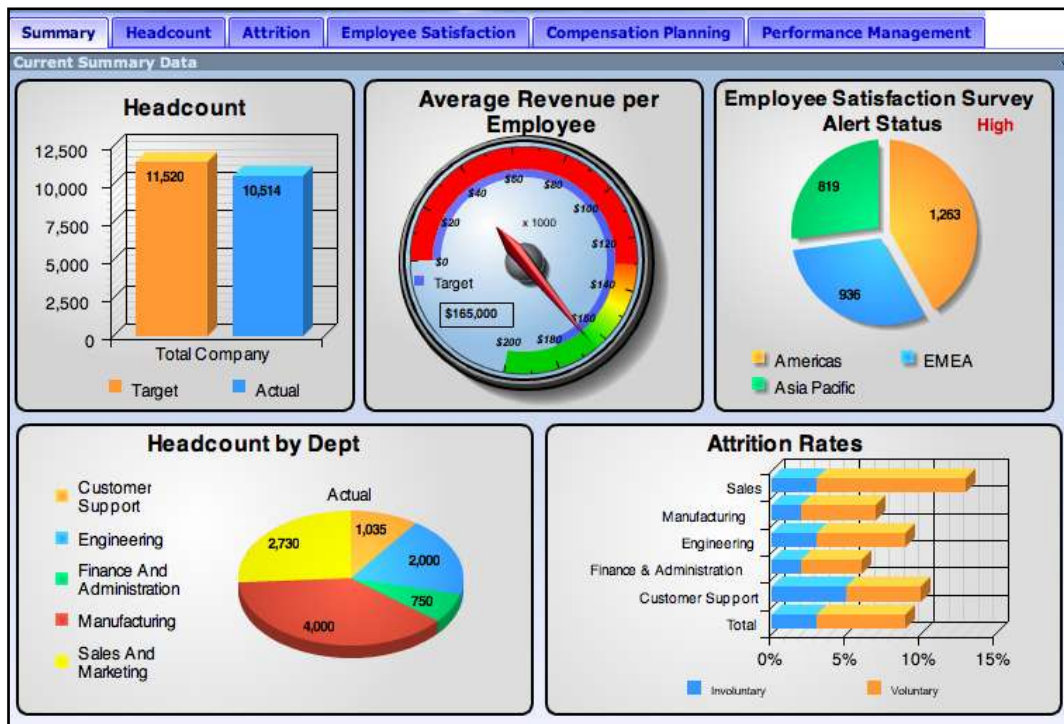 Summary
Headcount
Attrition
Employee Satisfaction
Compensation Planning
Performance Management
Current Summary Data
Headcount
12,500
10,000
7,500
5,000
2,500
0
11,520
10,514
Total Company
Target
Actual
Average Revenue per
Employee
$0
$20
$40
$60
$80
$100
$120
$140
$160
$180
$200
x 1000
Target
$165,000
Employee Satisfaction Survey
Alert Status High
819
1,263
936
Americas
EMEA
Asia Pacific
Headcount by Dept
Customer
Support
Engineering
Finance And
Administration
Manufacturing
Sales And
Marketing
Actual
1,035
2,730
2,000
750
4,000
Attrition Rates
Sales
Manufacturing
Engineering
Finance & Administration
Customer Support
Total
0%
5%
10%
15%
Involuntary
Voluntary